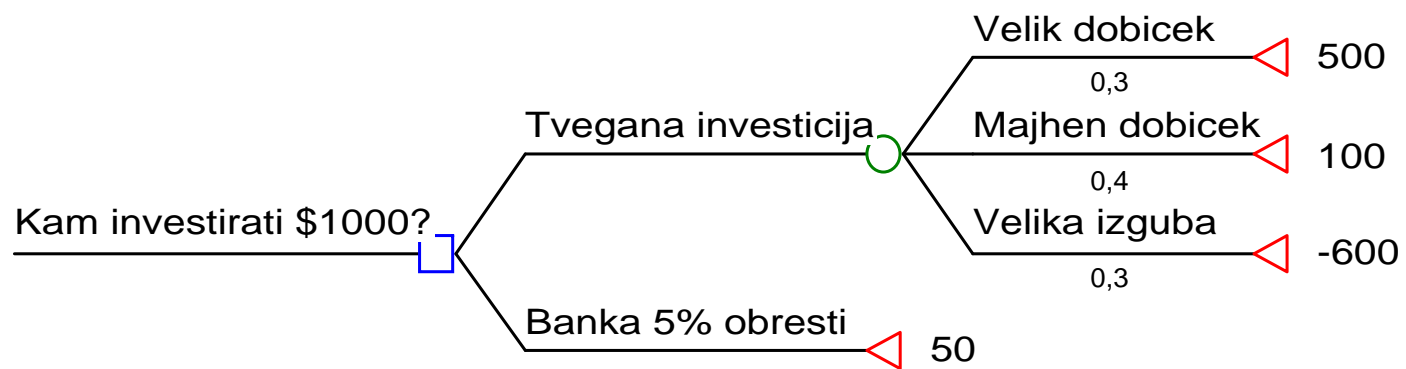 Velik dobicek
500
0,3
Tvegana investicija
Majhen dobicek
100
0,4
Kam investirati $1000?
Velika izguba
-600
0,3
Banka 5% obresti
50